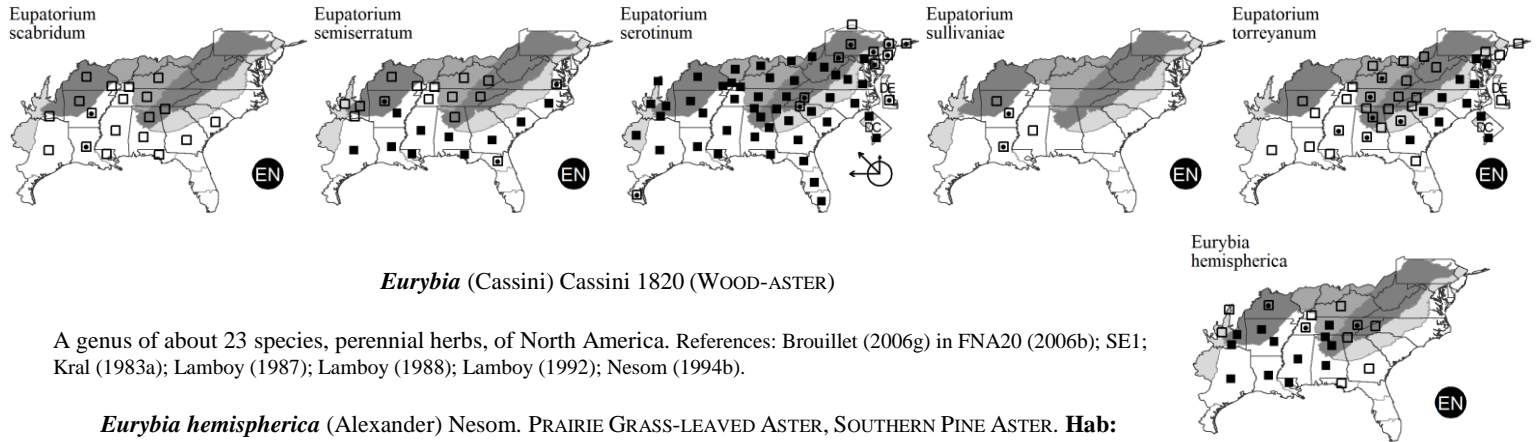 Eupatorium
scabridum
Eupatorium
semiserratum
Eupatorium
serotinum
Eupatorium
sullivaniae
Eupatorium
torreyanum
EN
EN
DE
DC
EN
DE
DC
EN
Eurybia
hemispherica
EN
Eurybia (Cassini) Cassini 1820 (WOOD-ASTER)
A genus of about 23 species, perennial herbs, of North America. References: Brouillet (2006g) in FNA20 (2006b); SE1;
Kral (1983a); Lamboy (1987); Lamboy (1988); Lamboy (1992); Nesom (1994b).
Eurybia hemispherica (Alexander) Nesom. PRAIRIE GRASS-LEAVED ASTER, SOUTHERN PINE ASTER. Hab: